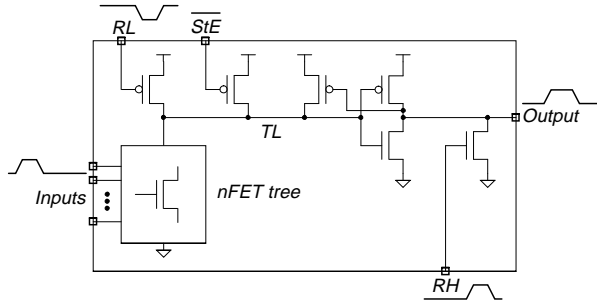 RL
StE
TL
Output
Inputs
nFET tree
RH